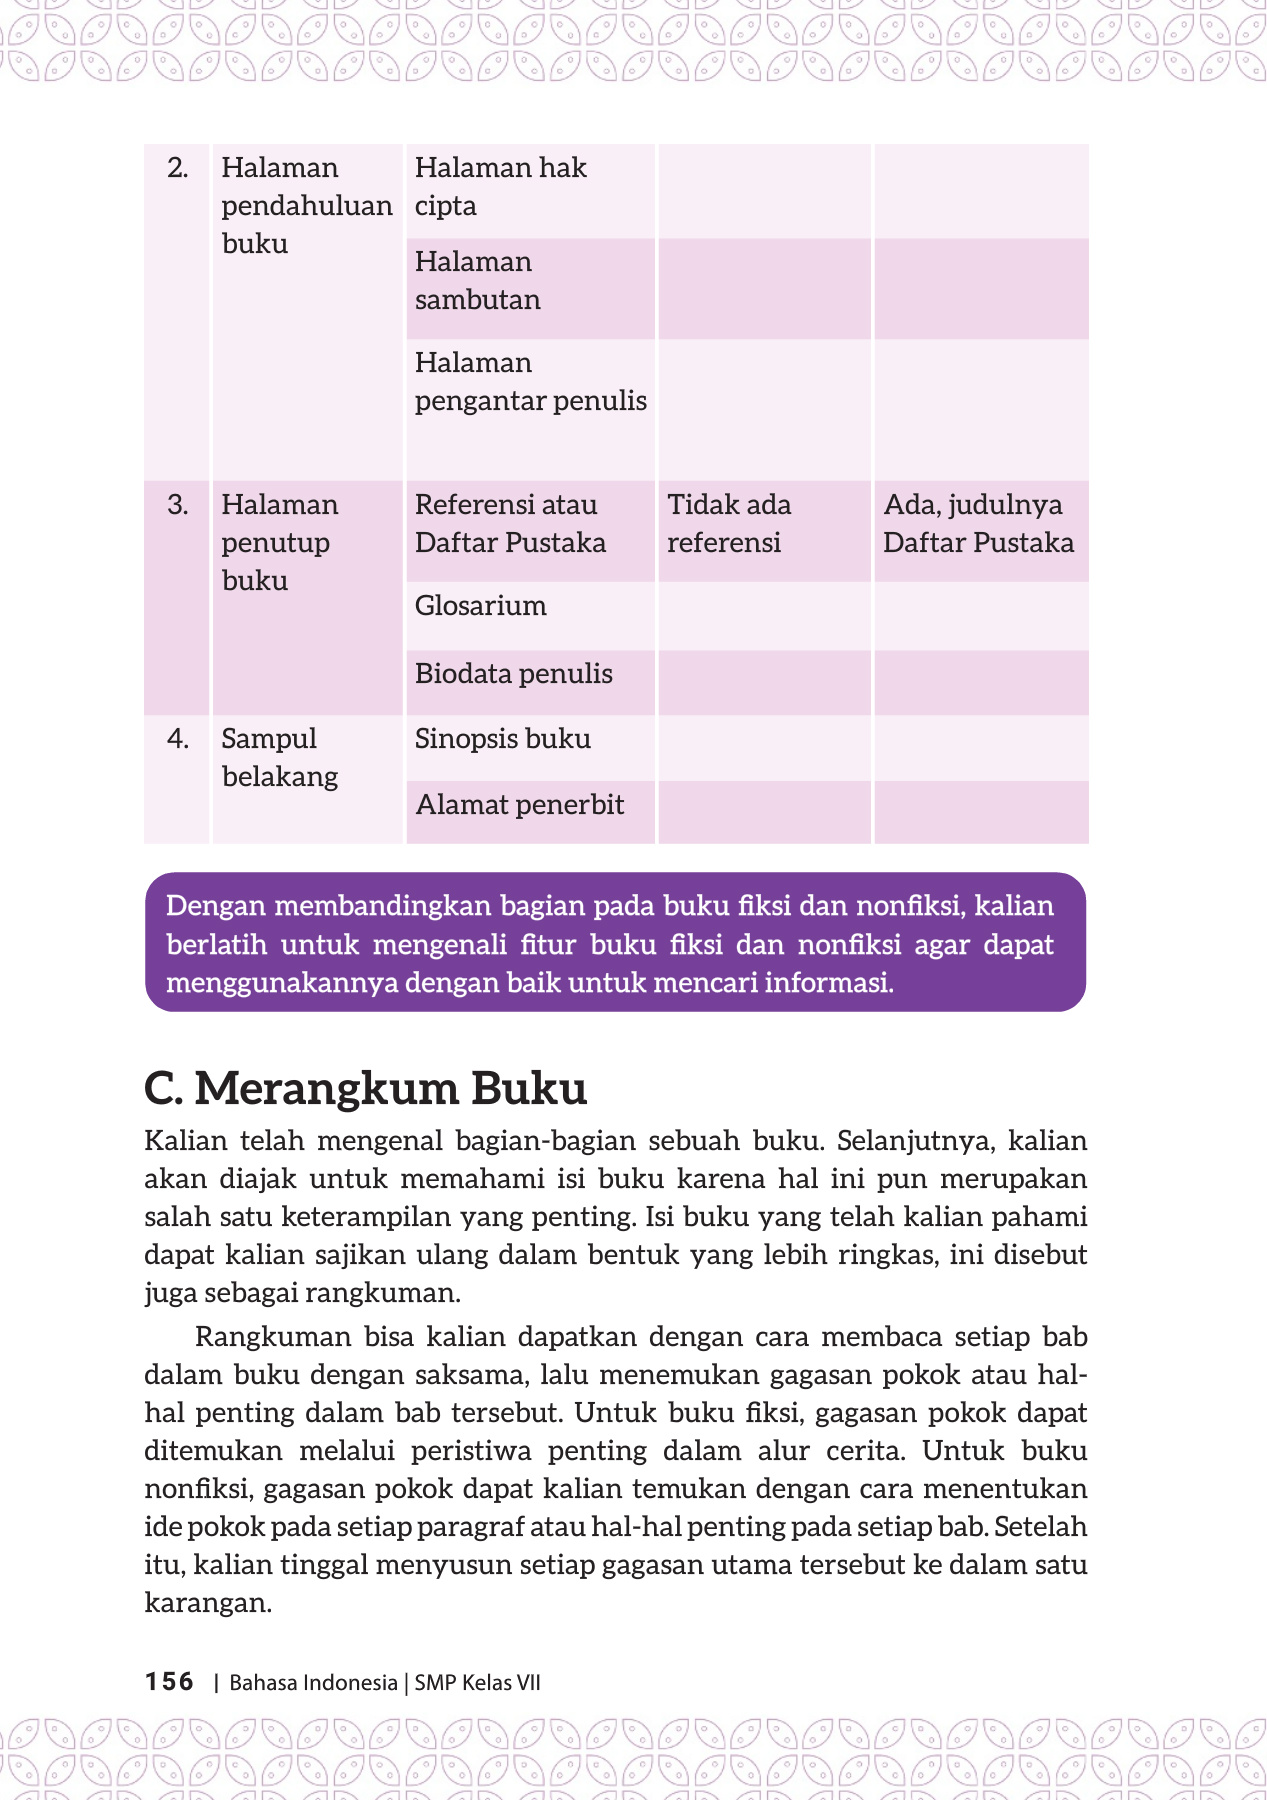 2. Halaman Halaman hak
pendahuluan cipta
buku
Halaman
sambutan
Halaman
pengantar penulis
3. Halaman Referensi atau Tidak ada Ada, judulnya
penutup Daftar Pustaka referensi Daftar Pustaka
buku
Glosarium
Biodata penulis
4. Sampul Sinopsis buku
belakang
Alamat penerbit
Dengan membandingkan bagian pada buku fiksi dan nonfiksi, kalian
berlatih untuk mengenali fitur buku fiksi dan nonfiksi agar dapat
menggunakannya dengan baik untuk mencari informasi.
C. Merangkum Buku
Kalian telah mengenal bagian-bagian sebuah buku. Selanjutnya, kalian
akan diajak untuk memahami isi buku karena hal ini pun merupakan
salah satu keterampilan yang penting. Isi buku yang telah kalian pahami
dapat kalian sajikan ulang dalam bentuk yang lebih ringkas, ini disebut
juga sebagai rangkuman.
Rangkuman bisa kalian dapatkan dengan cara membaca setiap bab
dalam buku dengan saksama, lalu menemukan gagasan pokok atau hal-
hal penting dalam bab tersebut. Untuk buku fiksi, gagasan pokok dapat
ditemukan melalui peristiwa penting dalam alur cerita. Untuk buku
nonfiksi, gagasan pokok dapat kalian temukan dengan cara menentukan
ide pokok pada setiap paragraf atau hal-hal penting pada setiap bab. Setelah
itu, kalian tinggal menyusun setiap gagasan utama tersebut ke dalam satu
karangan.
156 | Bahasa Indonesia | SMP Kelas VII